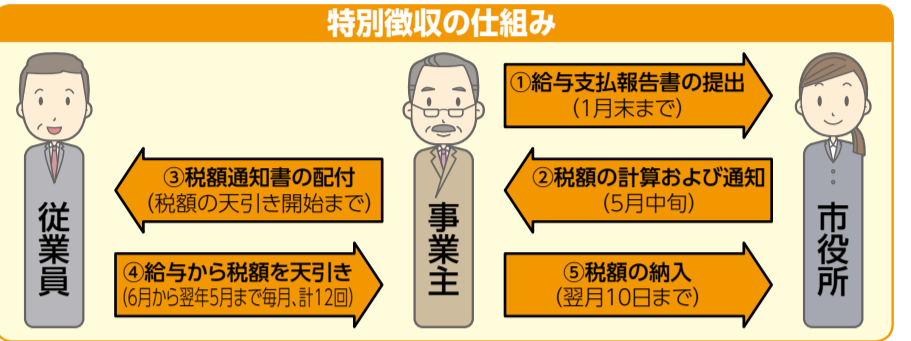 特別徴収の仕組み
①給与支払報告書の提出
(1月末まで)
③税額通知書の配付
(税額の天引き開始まで)
②税額の計算および通知
(5月中旬)
従業員
事業主
市役所
④給与から税額を天引き
(6月から翌年5月まで毎月、計12回)
⑤税額の納入
(翌月10日まで)